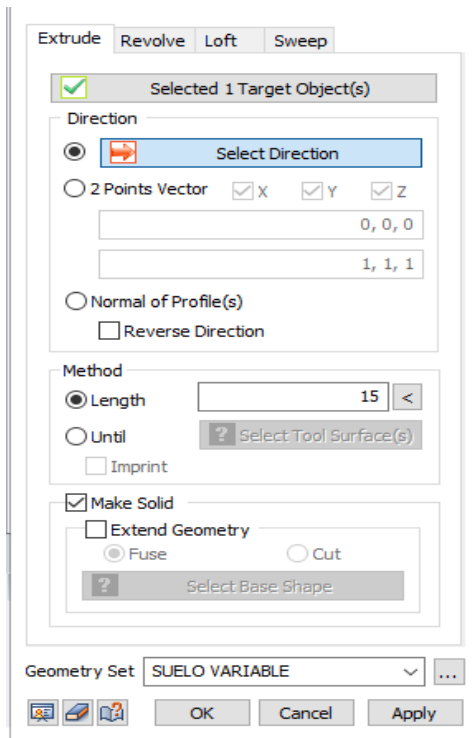 Extrude Revolve Loft Sweep
Selected 1 Target Object(s)
Direction
Select Direction
2 Points Vector X Y Z
0, 0, 0
1, 1, 1
Normal of Profile(s)
Reverse Direction
Method
Length 15 <
Until ? Select Tool Surface(s)
Imprint
Make Solid
Extend Geometry
Fuse Cut
? Select Base Shape
Geometry Set SUELO VARIABLE ...
OK Cancel Apply